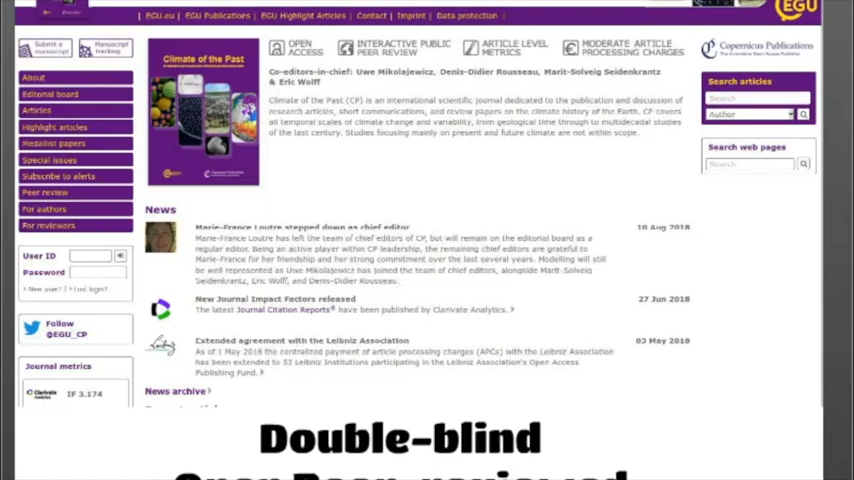 EGU.eu | EGU Publications | EGU Highlight Articles | Contact | Imprint | Data protection
EGU
Submit a manuscript
Manuscript tracking
About
Editorial board
Articles
Highlight articles
Medallist papers
Special issues
Subscribe to alerts
Peer review
For authors
For reviewers
User ID
Password
New user? | Lost login?
Follow
@EGU_CP
Journal metrics
Clarivate Analytics
IF 3.174
Climate of the Past
EGU
Copernicus Publications
OPEN ACCESS
INTERACTIVE PUBLIC PEER REVIEW
ARTICLE LEVEL METRICS
MODERATE ARTICLE PROCESSING CHARGES
Co-editors-in-chief: Uwe Mikolajewicz, Denis-Didier Rousseau, Marit-Solveig Seidenkrantz
& Eric Wolff
Climate of the Past (CP) is an international scientific journal dedicated to the publication and discussion of
research articles, short communications, and review papers on the climate history of the Earth. CP covers
all temporal scales of climate change and variability, from geological time through to multidecadal studies
of the last century. Studies focusing mainly on present and future climate are not within scope.
News
Marie-France Loutre stepped down as chief editor
10 Aug 2018
Marie-France Loutre has left the team of chief editors of CP, but will remain on the editorial board as a
regular editor. Being an active player within CP leadership, the remaining chief editors are grateful to
Marie-France for her friendship and her strong commitment over the last several years. Modelling will still
be well represented as Uwe Mikolajewicz has joined the team of chief editors, alongside Marit-Solveig
Seidenkrantz, Eric Wolff, and Denis-Didier Rousseau.
New Journal Impact Factors released
27 Jun 2018
The latest Journal Citation Reports® have been published by Clarivate Analytics.
Extended agreement with the Leibniz Association
03 May 2018
As of 1 May 2018 the centralized payment of article processing charges (APCs) with the Leibniz Association
has been extended to 53 Leibniz Institutions participating in the Leibniz Association's Open Access
Publishing Fund.
News archive
Copernicus Publications
Search articles
Search
Author
Search web pages
Search
Double-blind
Open Peer-reviewed